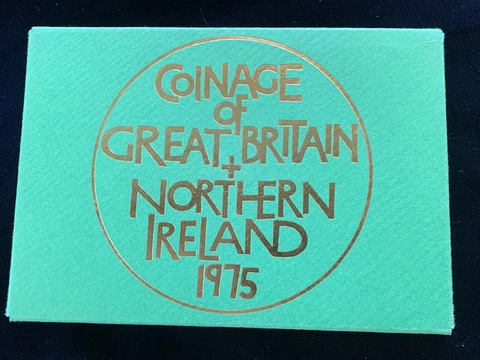 COINAGE
of
GREAT BRITAIN
+
NORTHERN
IRELAND
1975